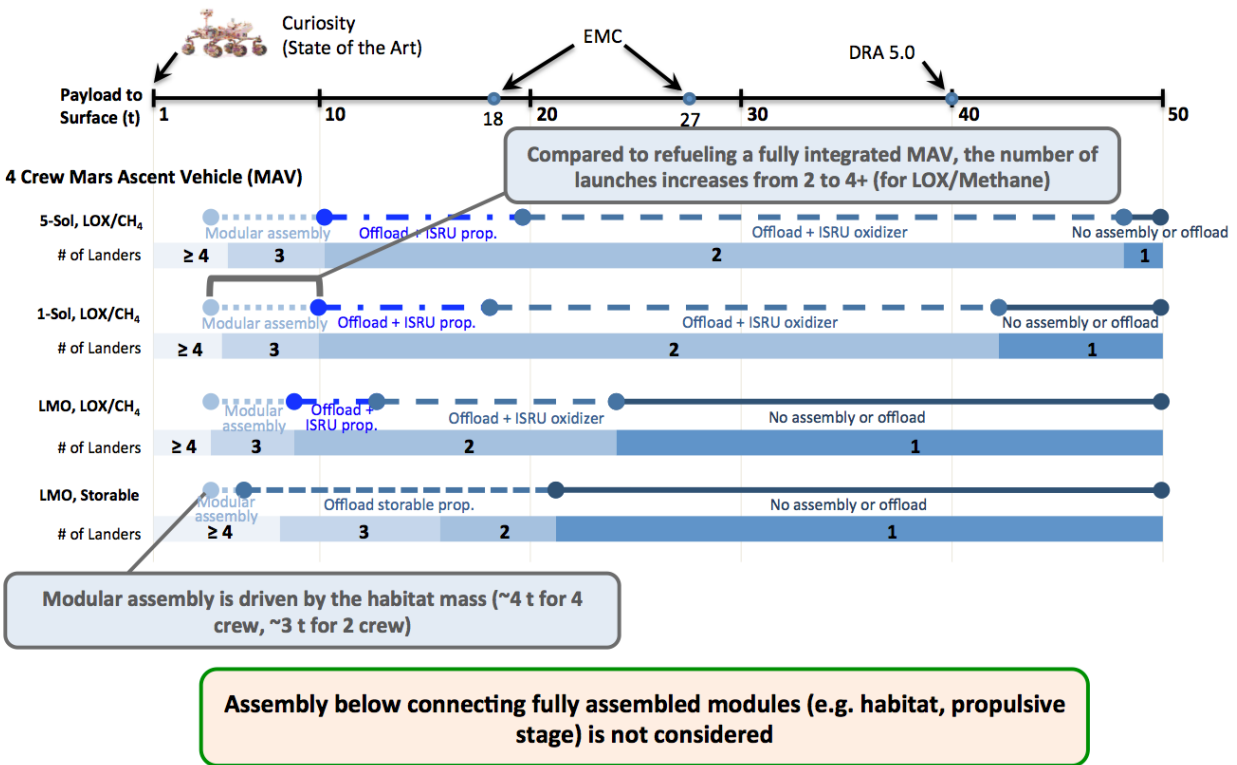 Curiosity
(State of the Art)
EMC
DRA 5.0
Payload to
Surface (t)
1
10
18
20
27
30
40
50
Compared to refueling a fully integrated MAV, the number of
launches increases from 2 to 4+ (for LOX/Methane)
4 Crew Mars Ascent Vehicle (MAV)
5-Sol, LOX/CH4
Modular assembly
Offload + ISRU prop.
Offload + ISRU oxidizer
No assembly or offload
# of Landers
≥ 4
3
2
1
1-Sol, LOX/CH4
Modular assembly
Offload + ISRU prop.
Offload + ISRU oxidizer
No assembly or offload
# of Landers
≥ 4
3
2
1
LMO, LOX/CH4
Modular
assembly
Offload +
ISRU prop.
Offload + ISRU oxidizer
No assembly or offload
# of Landers
≥ 4
3
2
1
LMO, Storable
Modular
assembly
Offload storable prop.
No assembly or offload
# of Landers
≥ 4
3
2
1
Modular assembly is driven by the habitat mass (~4 t for 4
crew, ~3 t for 2 crew)
Assembly below connecting fully assembled modules (e.g. habitat, propulsive
stage) is not considered